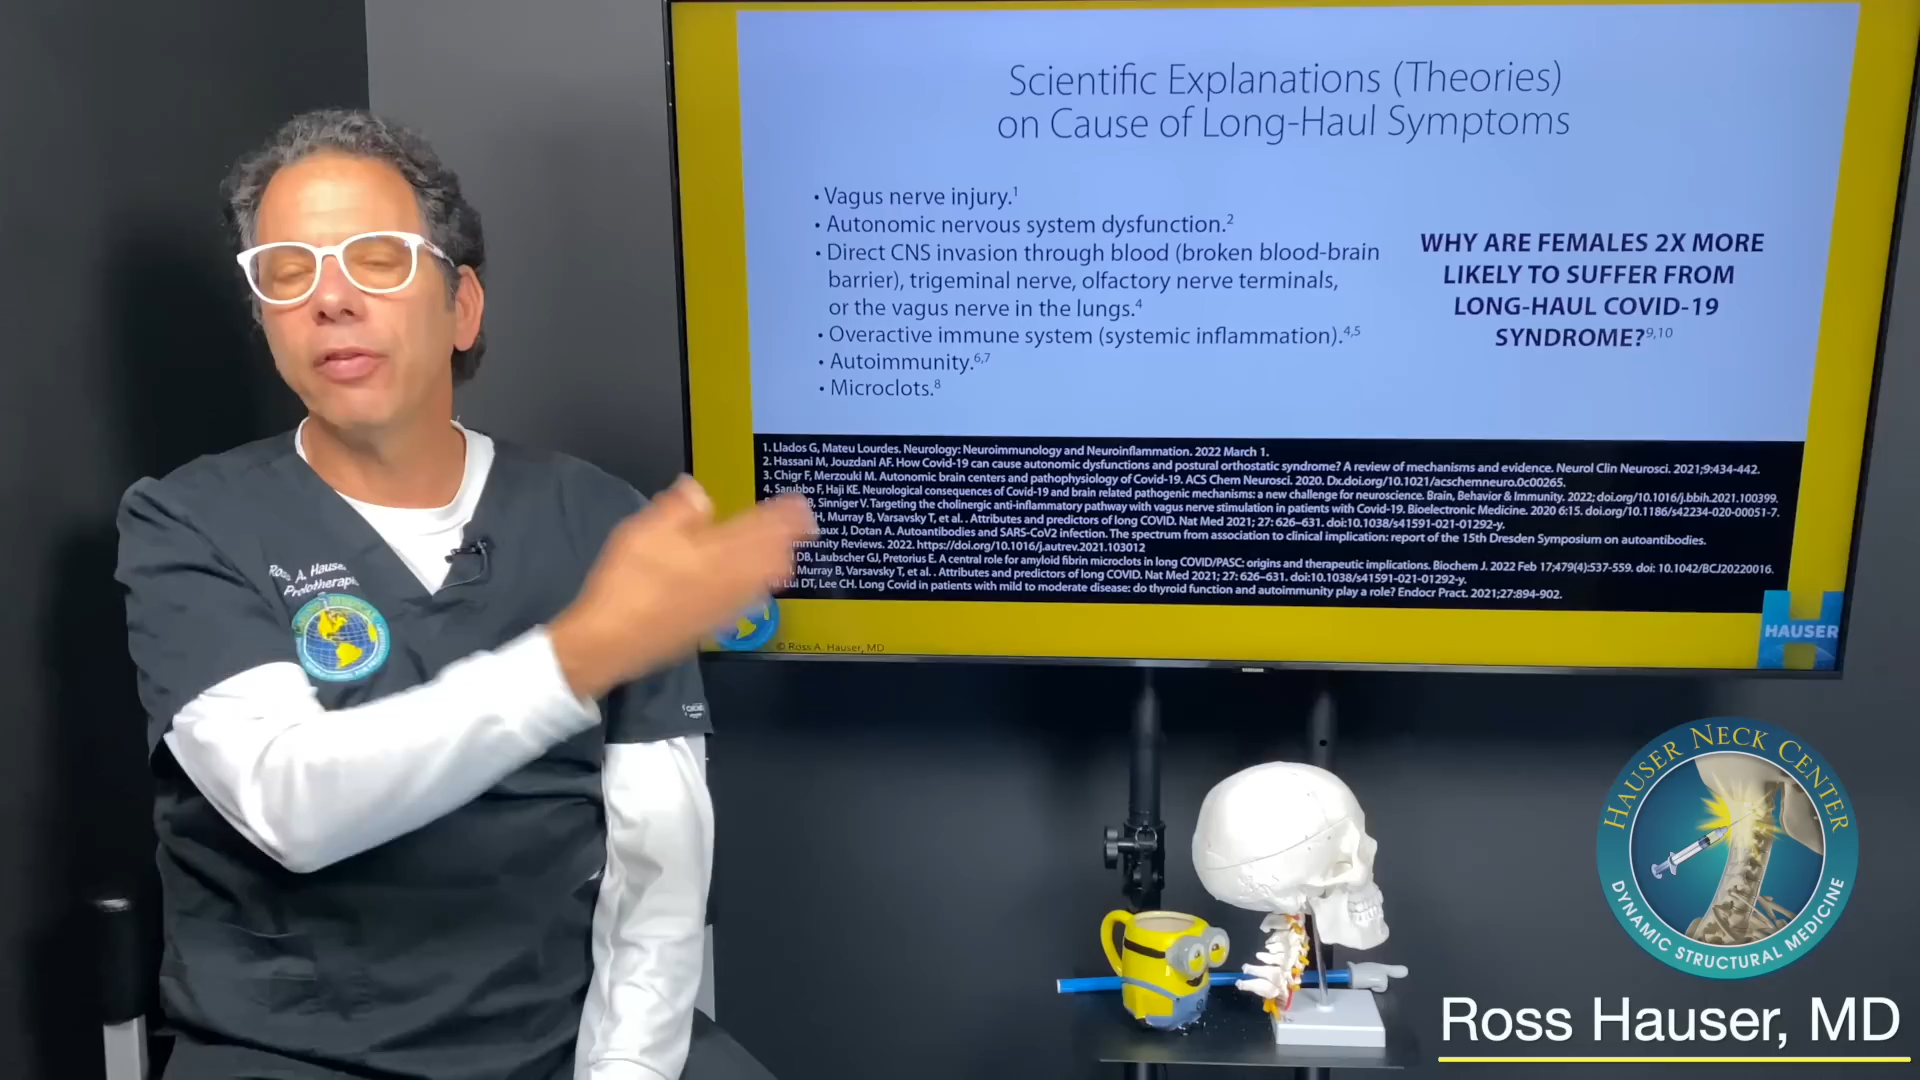 Scientific Explanations (Theories)
on Cause of Long-Haul Symptoms
• Vagus nerve injury.1
• Autonomic nervous system dysfunction.2
• Direct CNS invasion through blood (broken blood-brain
barrier), trigeminal nerve, olfactory nerve terminals,
or the vagus nerve in the lungs.4
• Overactive immune system (systemic inflammation).4,5
• Autoimmunity.6,7
• Microclots.8
WHY ARE FEMALES 2X MORE
LIKELY TO SUFFER FROM
LONG-HAUL COVID-19
SYNDROME?9,10
1. Llados G, Mateu Lourdes. Neurology: Neuroimmunology and Neuroinflammation. 2022 March 1.
2. Hassani M, Jouzdani AF. How Covid-19 can cause autonomic dysfunctions and postural orthostatic syndrome? A review of mechanisms and evidence. Neurol Clin Neurosci. 2021;9:434-442.
3. Chigr F, Merzouki M. Autonomic brain centers and pathophysiology of Covid-19. ACS Chem Neurosci. 2020. Dx.doi.org/10.1021/acschemneuro.0c00265.
4. Sarubbo F, Haji KE. Neurological consequences of Covid-19 and brain related pathogenic mechanisms: a new challenge for neuroscience. Brain, Behavior & Immunity. 2022; doi.org/10.1016/j.bbih.2021.100399.
Sinniger V. Targeting the cholinergic anti-inflammatory pathway with vagus nerve stimulation in patients with Covid-19. Bioelectronic Medicine. 2020 6:15. doi.org/10.1186/s42234-020-00051-7.
Murray B, Varsavsky T, et al. . Attributes and predictors of long COVID. Nat Med 2021; 27: 626–631. doi:10.1038/s41591-021-01292-y.
J, Dotan A. Autoantibodies and SARS-CoV2 infection. The spectrum from association to clinical implication: report of the 15th Dresden Symposium on autoantibodies.
Reviews. 2022. https://doi.org/10.1016/j.autrev.2021.103012
DB, Laubscher GJ, Pretorius E. A central role for amyloid fibrin microclots in long COVID/PASC: origins and therapeutic implications. Biochem J. 2022 Feb 17;479(4):537-559. doi: 10.1042/BCJ20220016.
Murray B, Varsavsky T, et al. . Attributes and predictors of long COVID. Nat Med 2021; 27: 626–631. doi:10.1038/s41591-021-01292-y.
Lui DT, Lee CH. Long Covid in patients with mild to moderate disease: do thyroid function and autoimmunity play a role? Endocr Pract. 2021;27:894-902.
© Ross A. Hauser, MD
HAUSER
HAUSER NECK CENTER
DYNAMIC STRUCTURAL MEDICINE
Ross Hauser, MD